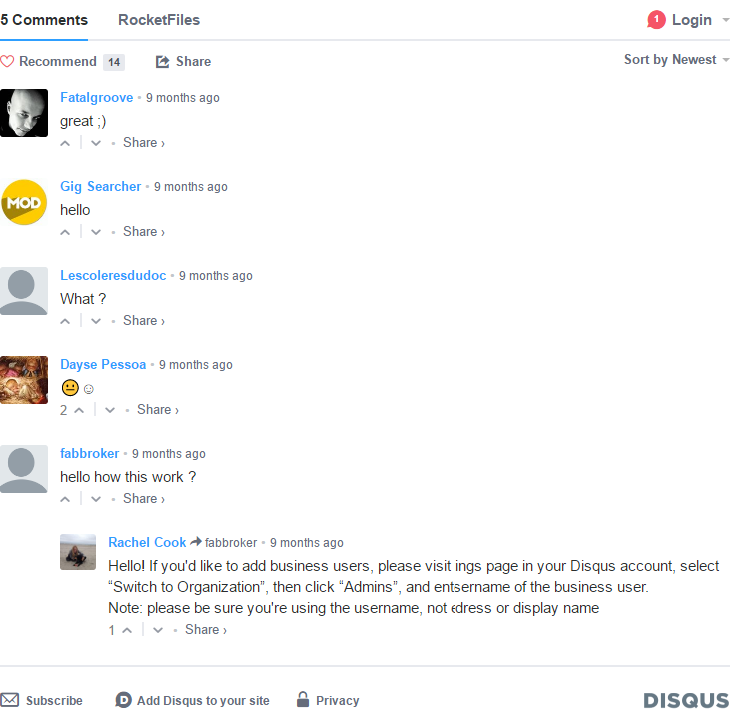 5 Comments RocketFiles 1 Login
Recommend 14 Share Sort by Newest
Fatalgroove • 9 months ago
great ;)
• Share ›
MOD
Gig Searcher • 9 months ago
hello
• Share ›
Lescoleresdudoc • 9 months ago
What ?
• Share ›
Dayse Pessoa • 9 months ago
😐☺
2 • Share ›
fabbroker • 9 months ago
hello how this work ?
• Share ›
Rachel Cook fabbroker • 9 months ago
Hello! If you'd like to add business users, please visit ings page in your Disqus account, select
“Switch to Organization”, then click “Admins”, and entsername of the business user.
Note: please be sure you're using the username, not edress or display name
1 • Share ›
Subscribe D Add Disqus to your site Privacy DISQUS